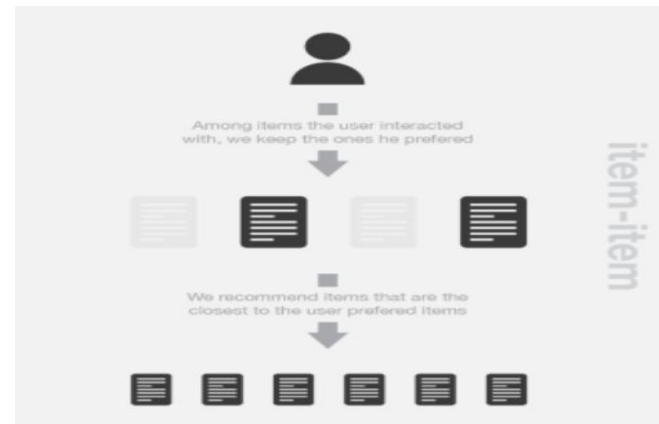 Among items the user interacted
with, we keep the ones he prefered
item-item
We recommend items that are the
closest to the user prefered items